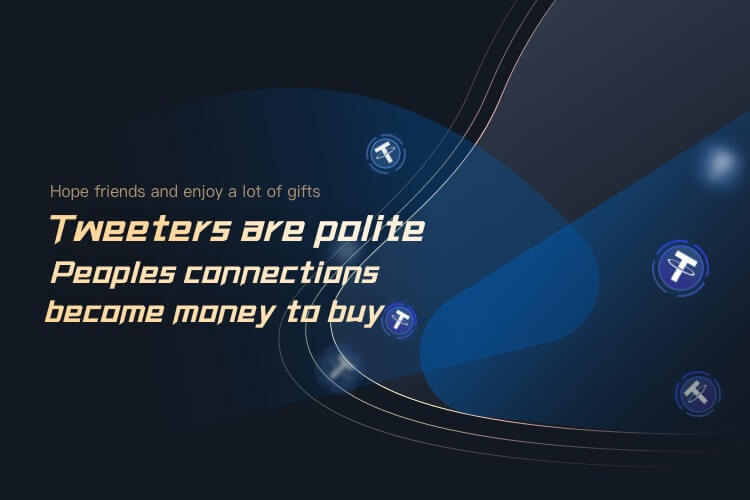 Hope friends and enjoy a lot of gifts
Tweeters are polite
Peoples connections
become money to buy